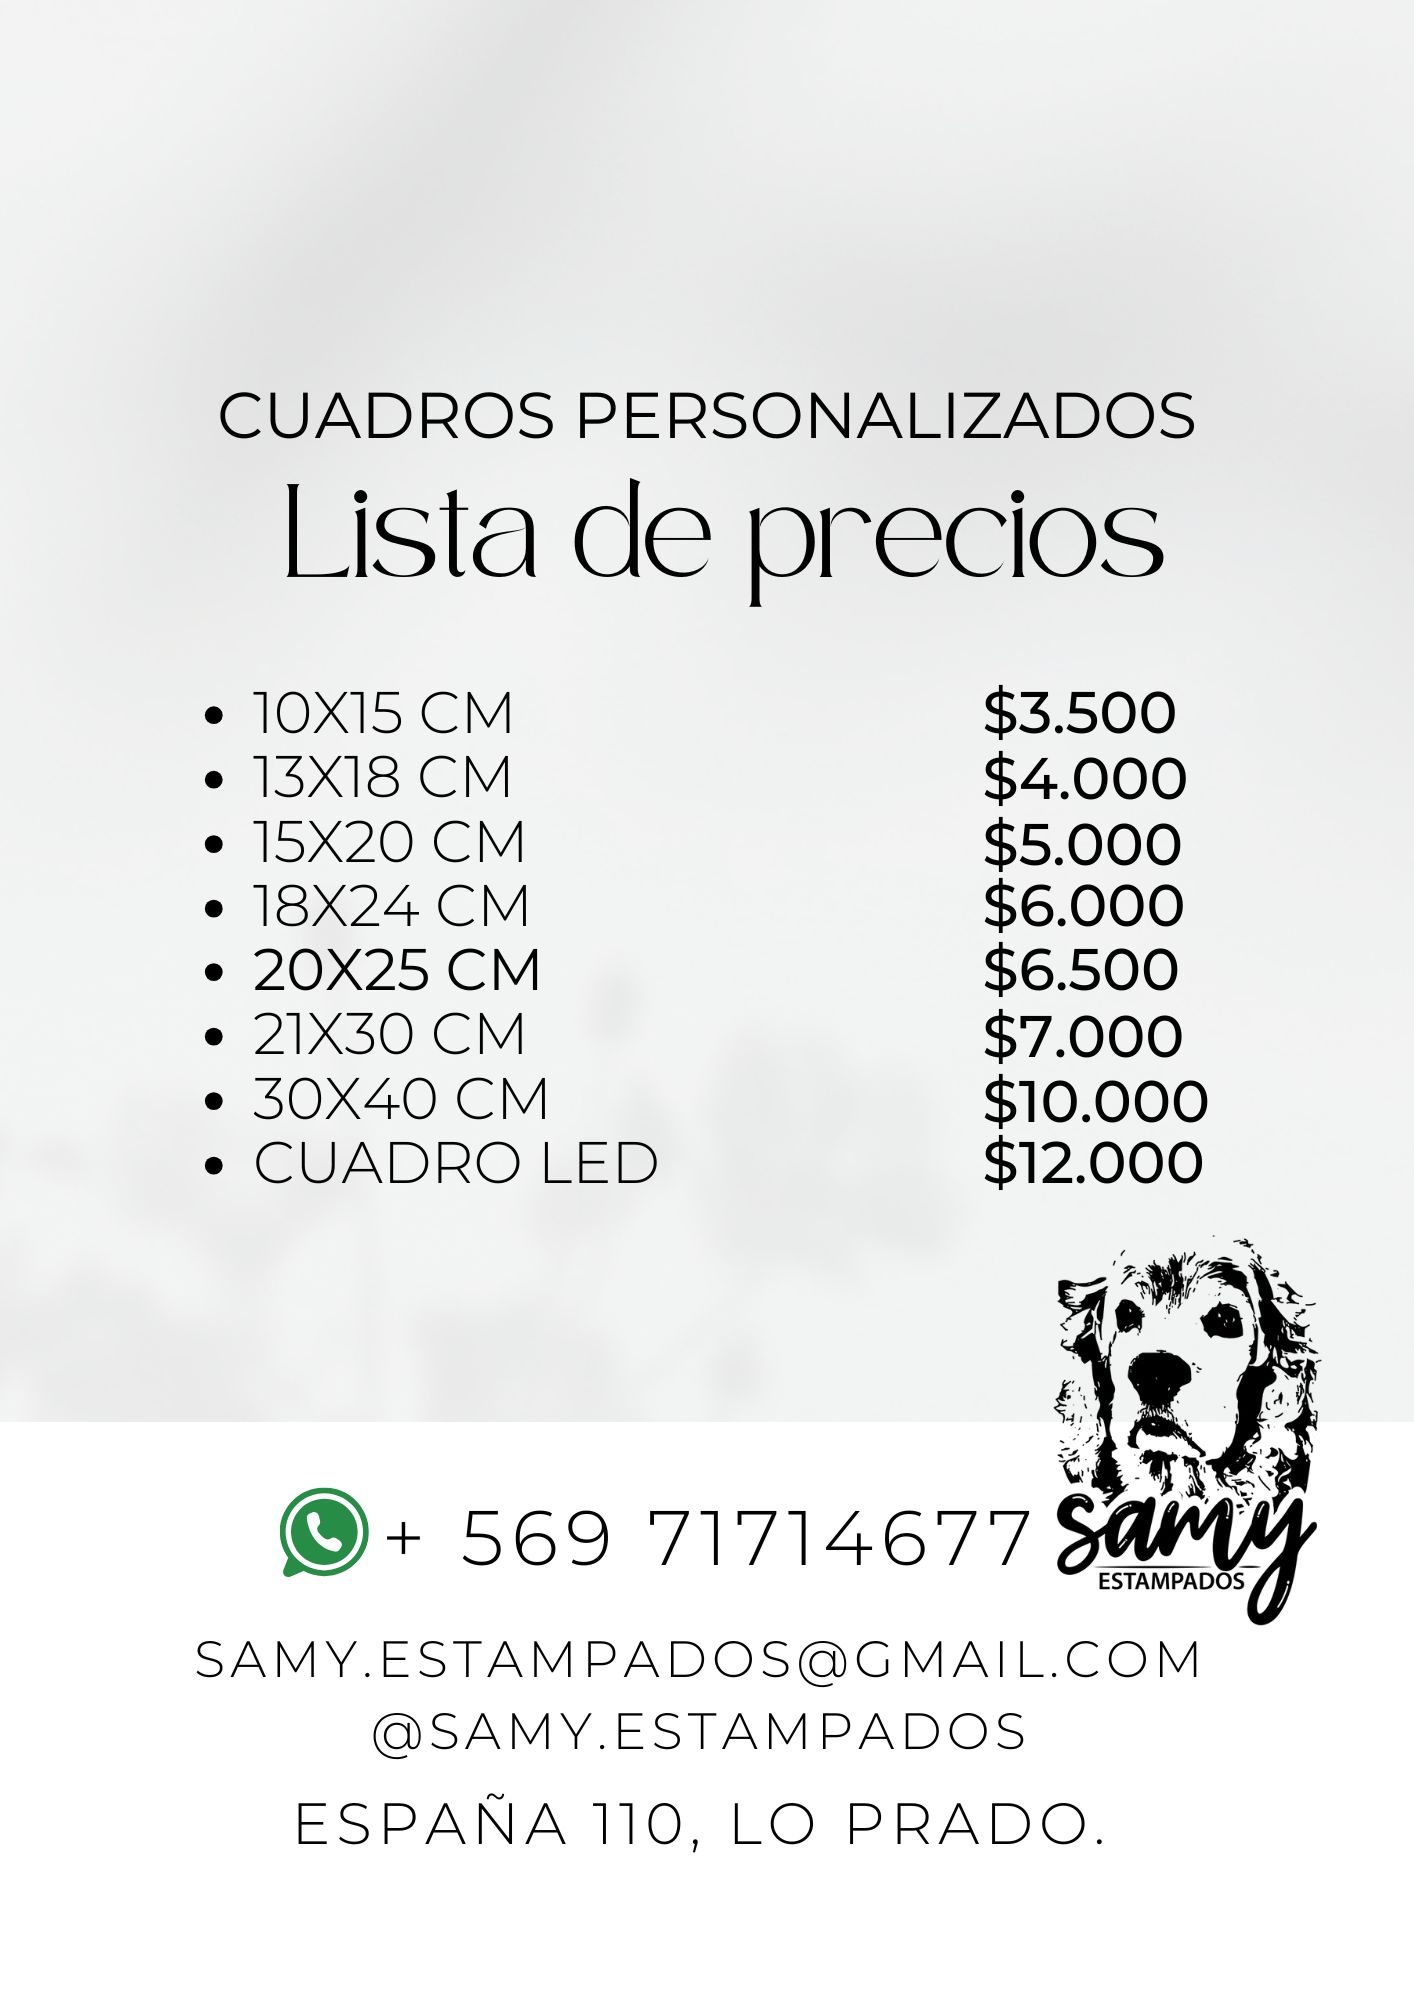 CUADROS PERSONALIZADOS
Lista de precios
• 10X15 CM $3.500
• 13X18 CM $4.000
• 15X20 CM $5.000
• 18X24 CM $6.000
• 20X25 CM $6.500
• 21X30 CM $7.000
• 30X40 CM $10.000
• CUADRO LED $12.000
+ 569 71714677
samy
ESTAMPADOS
SAMY.ESTAMPADOS@GMAIL.COM
@SAMY.ESTAMPADOS
ESPAÑA 110, LO PRADO.